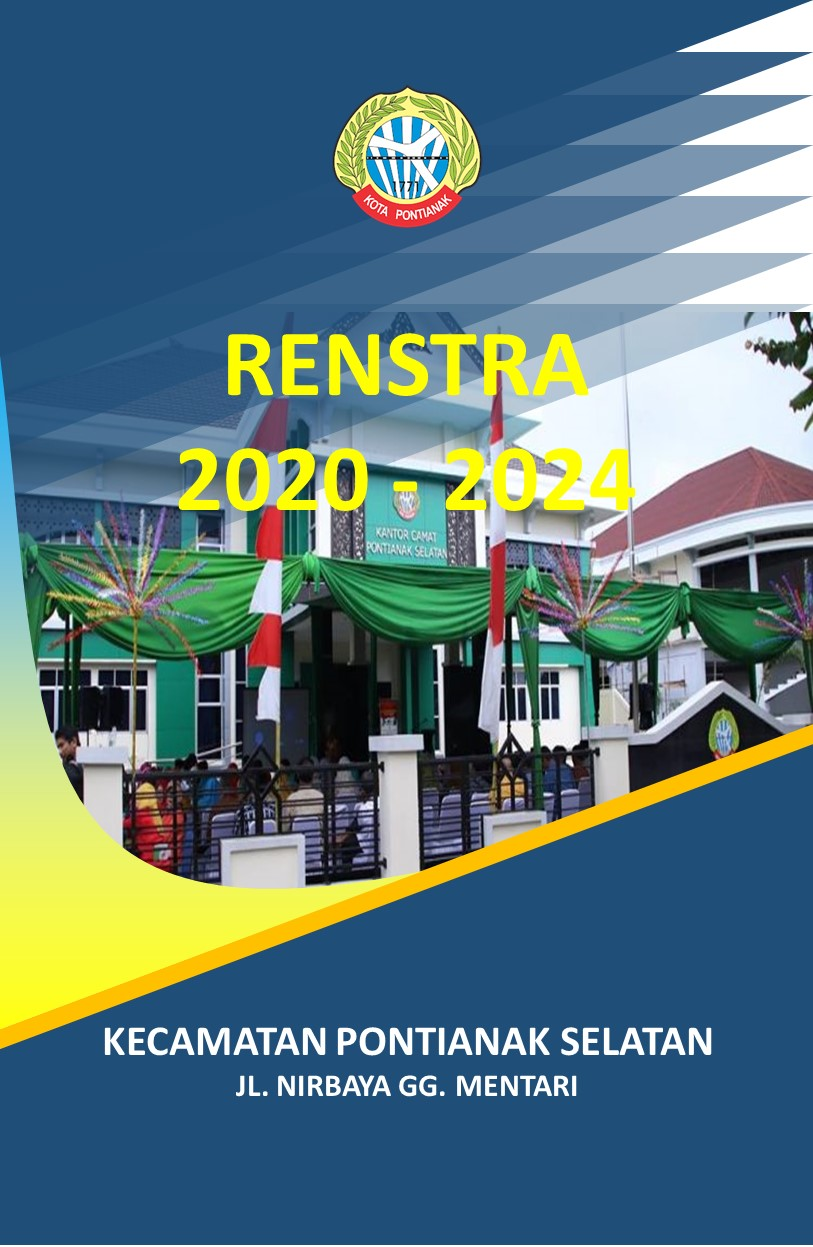 1771
KOTA PONTIANAK
RENSTRA
2020 - 2024
KANTOR CAMAT
PONTIANAK SELATAN
KECAMATAN PONTIANAK SELATAN
JL. NIRBAYA GG. MENTARI